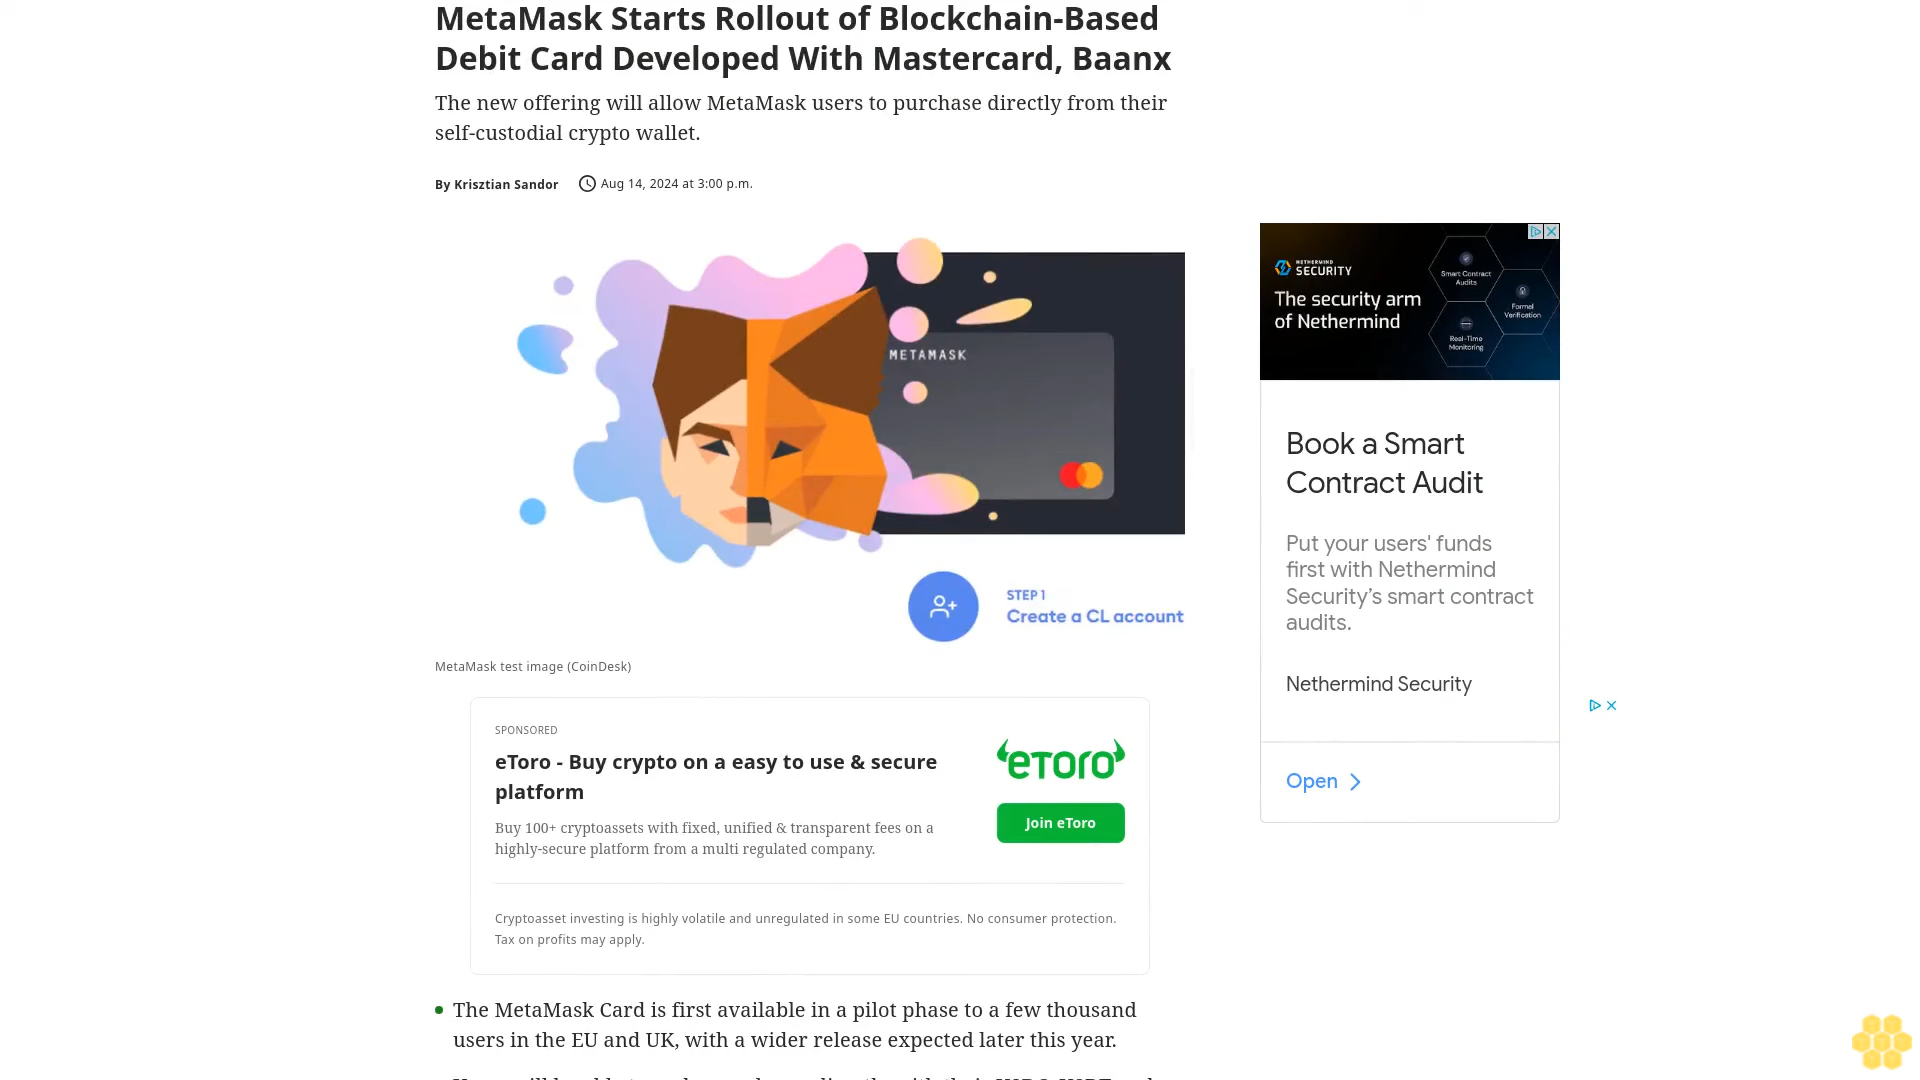 MetaMask Starts Rollout of Blockchain-Based
Debit Card Developed With Mastercard, Baanx
The new offering will allow MetaMask users to purchase directly from their
self-custodial crypto wallet.
By Krisztian Sandor
Aug 14, 2024 at 3:00 p.m.
METAMASK
STEP 1
Create a CL account
MetaMask test image (CoinDesk)
SPONSORED
eToro - Buy crypto on a easy to use & secure
platform
Buy 100+ cryptoassets with fixed, unified & transparent fees on a
highly-secure platform from a multi regulated company.
eTORO
Join eToro
Cryptoasset investing is highly volatile and unregulated in some EU countries. No consumer protection.
Tax on profits may apply.
The MetaMask Card is first available in a pilot phase to a few thousand
users in the EU and UK, with a wider release expected later this year.
NETHERMIND
SECURITY
The security arm
of Nethermind
Smart Contract
Audits
Formal
Verification
Real-Time
Monitoring
Book a Smart
Contract Audit
Put your users' funds
first with Nethermind
Security's smart contract
audits.
Nethermind Security
Open